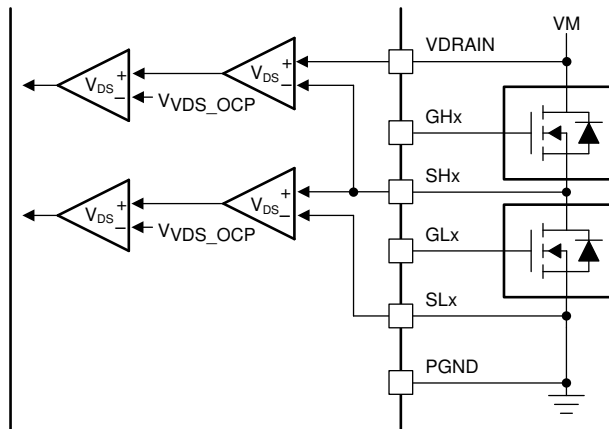 VM
VDRAIN
+
VDS
−
+
VDS
−
VVDS_OCP
GHx
SHx
+
VDS
−
+
VDS
−
VVDS_OCP
GLx
SLx
PGND